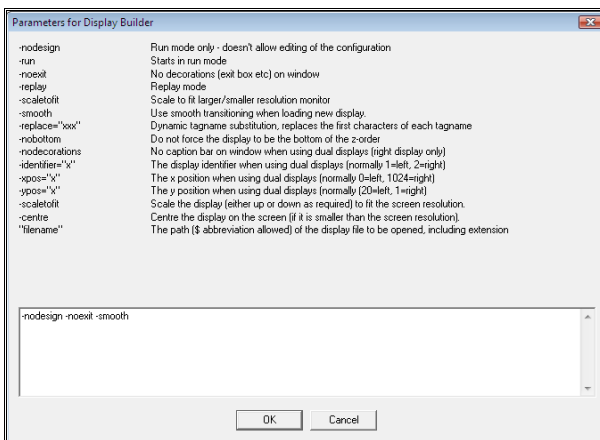 Parameters for Display Builder
-nodesign Run mode only - doesn't allow editing of the configuration
-run Starts in run mode
-noexit No decorations (exit box etc) on window
-replay Replay mode
-scaletofit Scale to fit larger/smaller resolution monitor
-smooth Use smooth transitioning when loading new display.
-replace="xxx" Dynamic tagname substitution, replaces the first characters of each tagname
-nobottom Do not force the display to be the bottom of the z-order
-nodecorations No caption bar on window when using dual displays (right display only)
-identifier="x" The display identifier when using dual displays (normally 1=left, 2=right)
-xpos="x" The x position when using dual displays (normally 0=left, 1024=right)
-ypos="x" The y position when using dual displays (normally (20=left, 1=right)
-scaletofit Scale the display (either up or down as required) to fit the screen resolution.
-centre Centre the display on the screen (if it is smaller than the screen resolution).
"filename" The path ($ abbreviation allowed) of the display file to be opened, including extension
-nodesign -noexit -smooth
OK Cancel